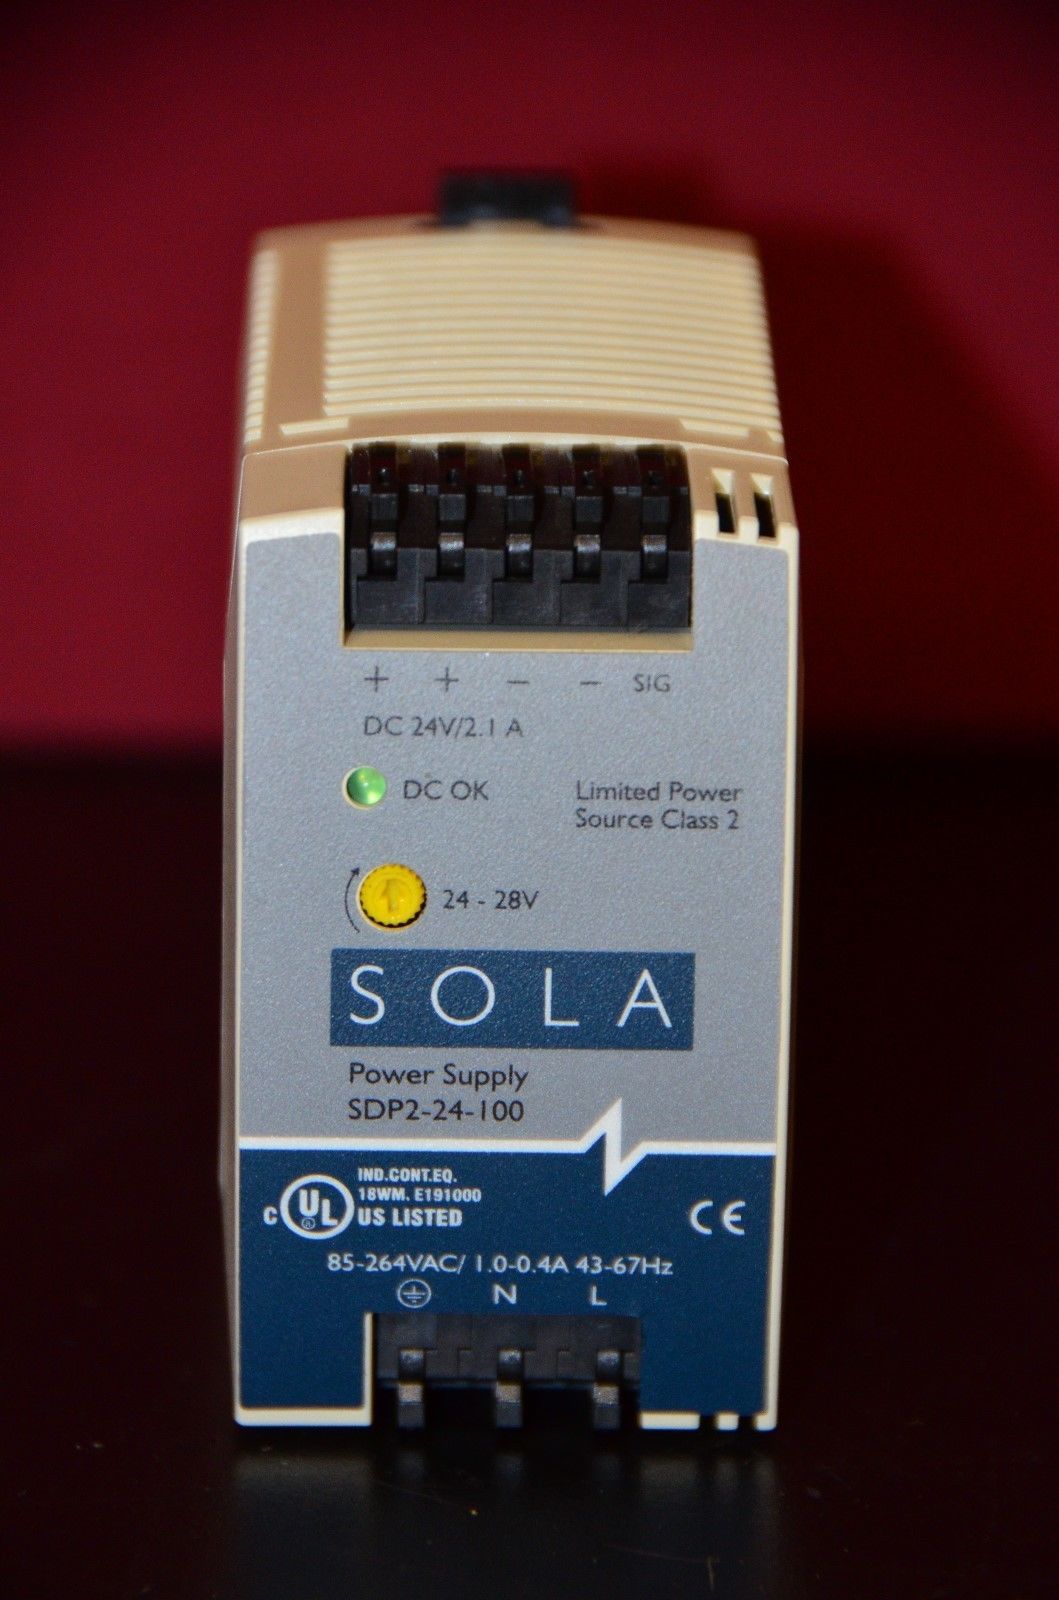 + + − − SIG
DC 24V/2.1 A
DC OK
Limited Power
Source Class 2
24 - 28V
SOLA
Power Supply
SDP2-24-100
IND.CONT.EQ.
18WM. E191000
C UL US LISTED
CE
85-264VAC/ 1.0-0.4A 43-67Hz
N L